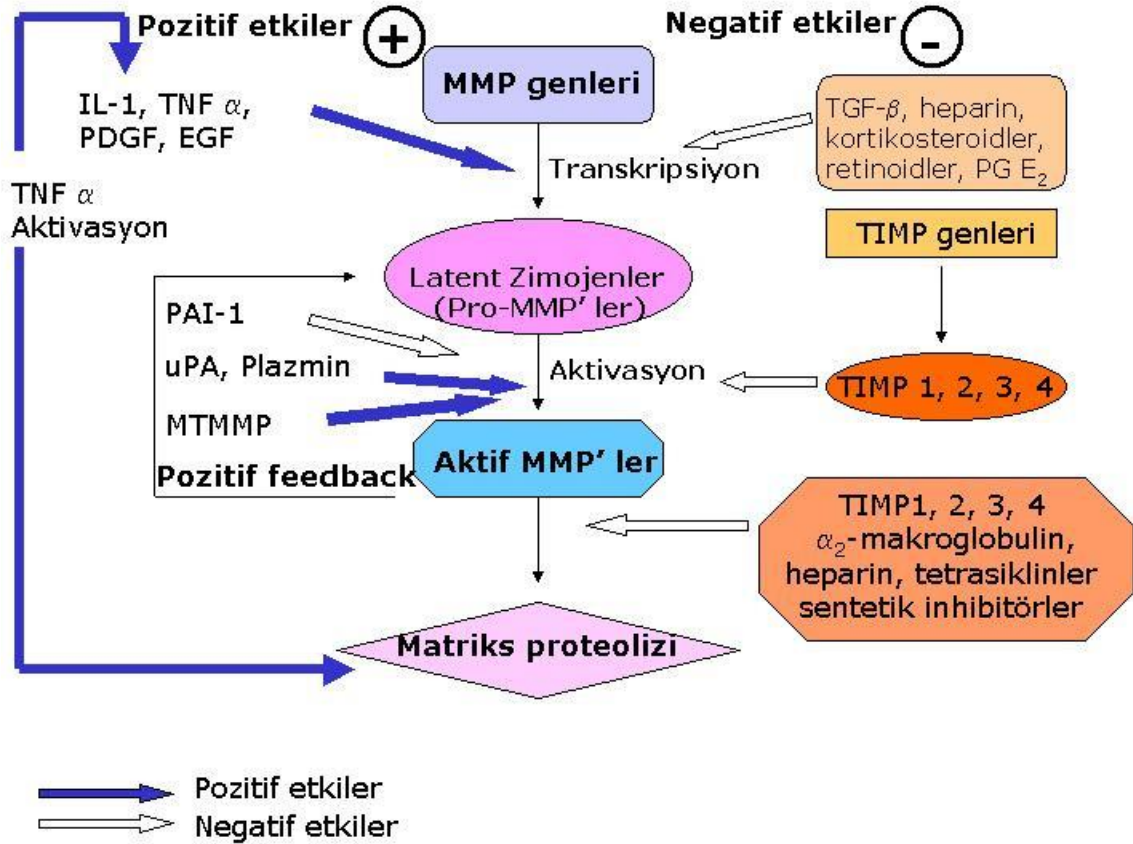 Pozitif etkiler
+
Negatif etkiler
-
MMP genleri
IL-1, TNF α,
PDGF, EGF
TGF-β, heparin,
kortikosteroidler,
retinoidler, PG E₂
Transkripsiyon
TNF α
Aktivasyon
TIMP genleri
Latent Zimojenler
(Pro-MMP' ler)
PAI-1
uPA, Plazmin
Aktivasyon
TIMP 1, 2, 3, 4
MTMMP
Pozitif feedback
Aktif MMP' ler
TIMP1, 2, 3, 4
α₂-makroglobulin,
heparin, tetrasiklinler
sentetik inhibitörler
Matriks proteolizi
Pozitif etkiler
Negatif etkiler